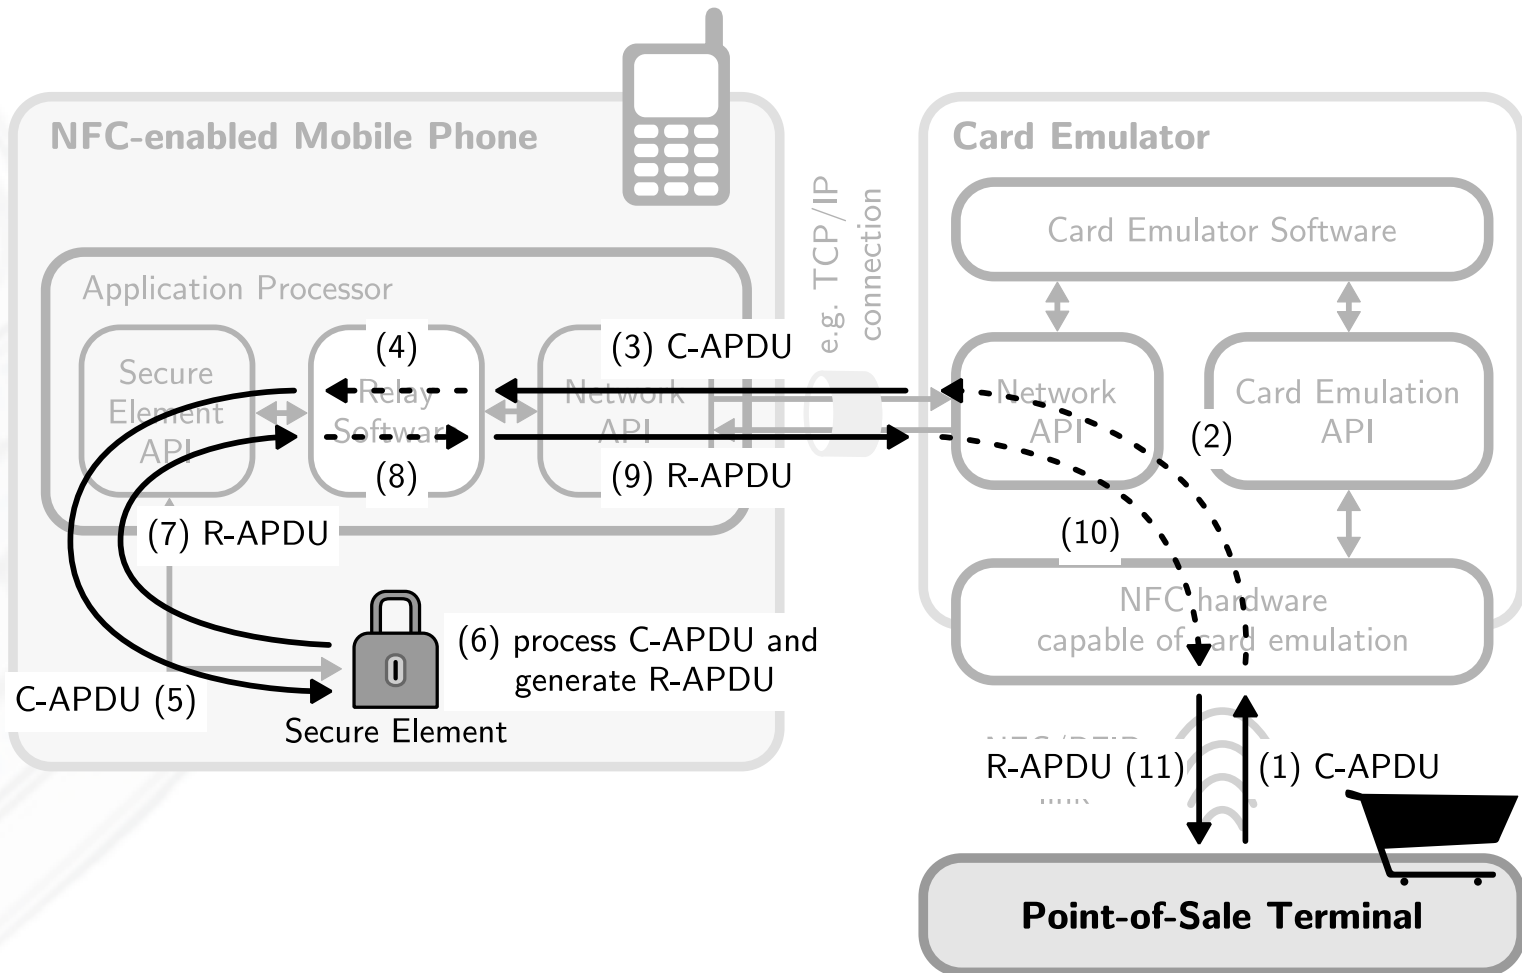 NFC-enabled Mobile Phone
Application Processor
Secure
Element
API
(4)
Relay
Software
(8)
(3) C-APDU
Network
API
(9) R-APDU
(7) R-APDU
C-APDU (5)
(6) process C-APDU and
generate R-APDU
Secure Element
e.g. TCP/IP
connection
Card Emulator
Card Emulator Software
Network
API
(2)
Card Emulation
API
(10)
NFC hardware
capable of card emulation
R-APDU (11)
(1) C-APDU
link
Point-of-Sale Terminal